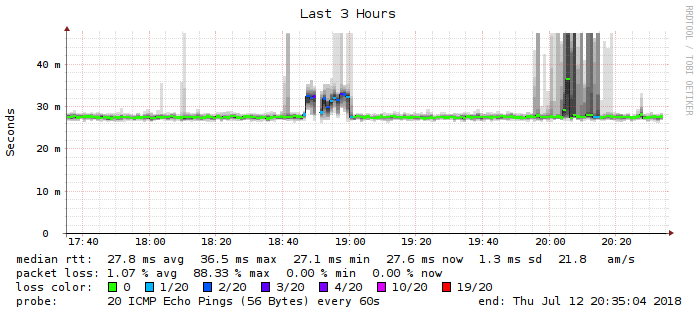 Last 3 Hours
RRDTOOL / TOBI OETIKER
Seconds
40 m
30 m
20 m
10 m
0
17:40 18:00 18:20 18:40 19:00 19:20 19:40 20:00 20:20
median rtt: 27.8 ms avg 36.5 ms max 27.1 ms min 27.6 ms now 1.3 ms sd 21.8 am/s
packet loss: 1.07 % avg 88.33 % max 0.00 % min 0.00 % now
loss color: 0 1/20 2/20 3/20 4/20 10/20 19/20
probe: 20 ICMP Echo Pings (56 Bytes) every 60s end: Thu Jul 12 20:35:04 2018